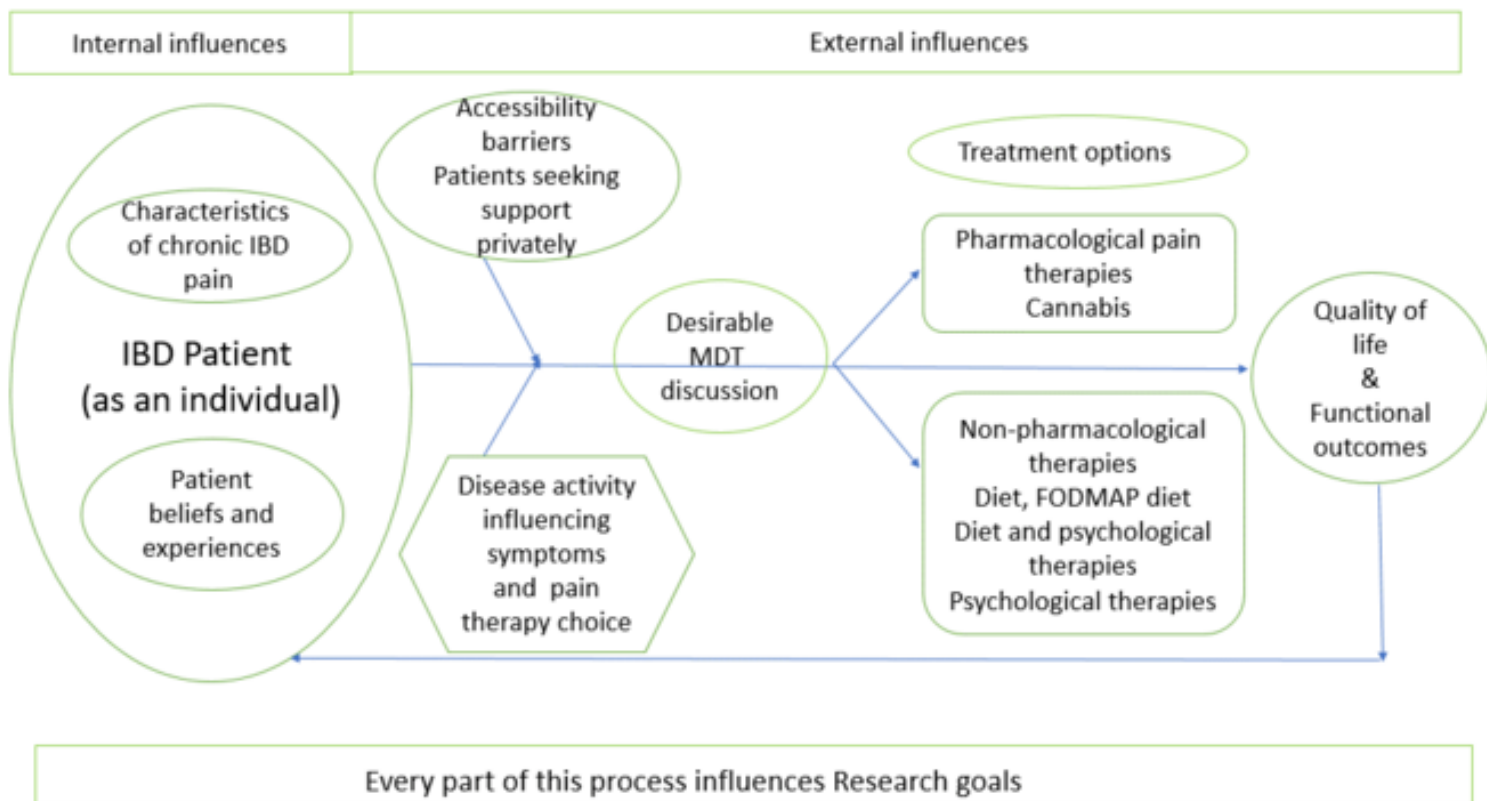 Internal influences
External influences
Characteristics
of chronic IBD
pain
IBD Patient
(as an individual)
Patient
beliefs and
experiences
Accessibility
barriers
Patients seeking
support
privately
Disease activity
influencing
symptoms
and pain
therapy choice
Desirable
MDT
discussion
Treatment options
Pharmacological pain
therapies
Cannabis
Non-pharmacological
therapies
Diet, FODMAP diet
Diet and psychological
therapies
Psychological therapies
Quality of
life
&
Functional
outcomes
Every part of this process influences Research goals